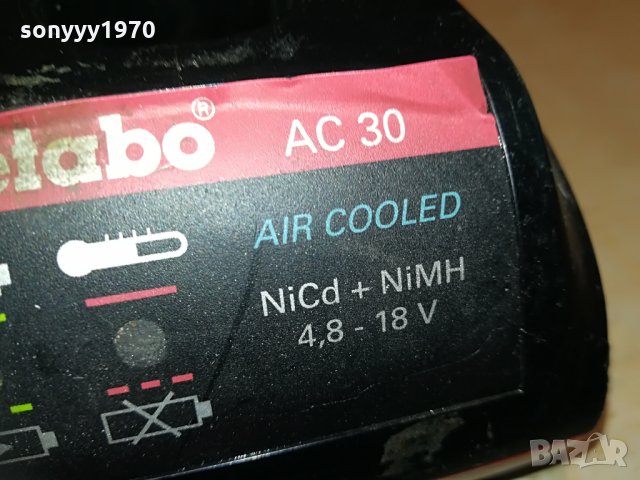 sonyyy1970
etabo®
AC 30
AIR COOLED
NiCd + NiMH
4,8 - 18 V
BAZAR